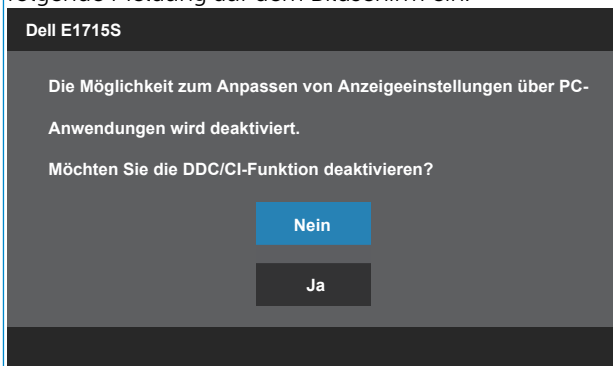 folgende Meldung auf dem Bildschirm ein.
Dell E1715S
Die Möglichkeit zum Anpassen von Anzeigeeinstellungen über PC-
Anwendungen wird deaktiviert.
Möchten Sie die DDC/CI-Funktion deaktivieren?
Nein
Ja